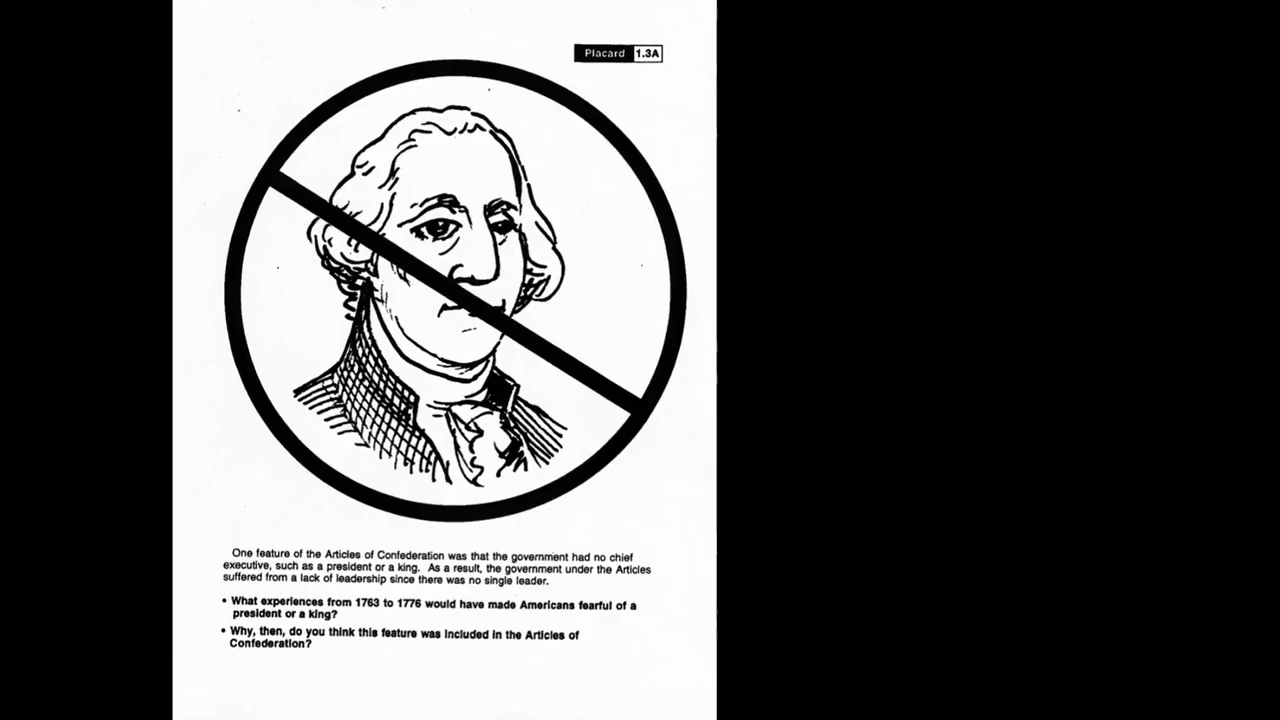 Placard 1.3A
One feature of the Articles of Confederation was that the government had no chief
executive, such as a president or a king. As a result, the government under the Articles
suffered from a lack of leadership since there was no single leader.
• What experiences from 1763 to 1776 would have made Americans fearful of a
president or a king?
• Why, then, do you think this feature was included in the Articles of
Confederation?